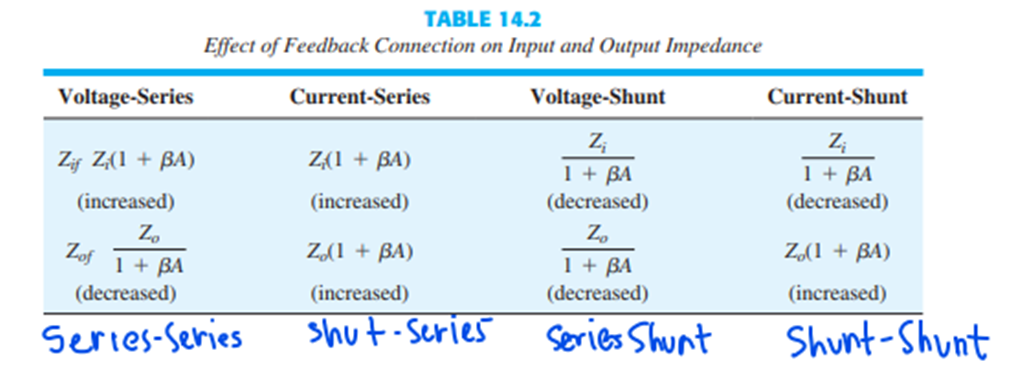 TABLE 14.2
Effect of Feedback Connection on Input and Output Impedance
Voltage-Series Current-Series Voltage-Shunt Current-Shunt
Zif Zi(1 + βA) Zi(1 + βA) Zi / 1 + βA Zi / 1 + βA
(increased) (increased) (decreased) (decreased)
Zof Zo / 1 + βA Zo(1 + βA) Zo / 1 + βA Zo(1 + βA)
(decreased) (increased) (decreased) (increased)
Series-Series shut-Series Series Shunt Shunt-Shunt